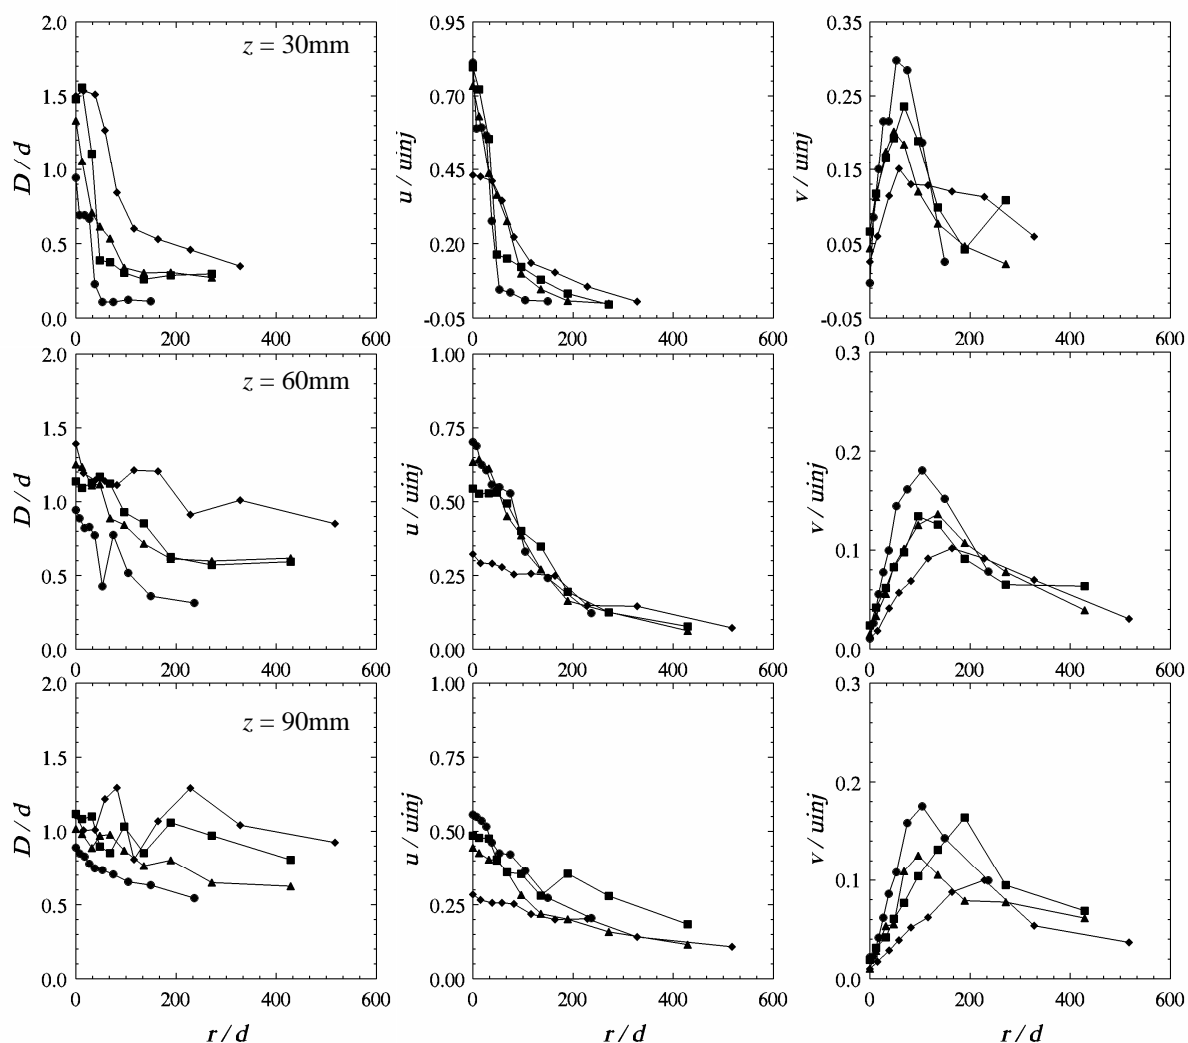 2.0
1.5
1.0
0.5
0.0
D / d
z = 30mm
0 200 400 600
0.95
0.70
0.45
0.20
-0.05
u / uinj
0 200 400 600
0.35
0.25
0.15
0.05
-0.05
v / uinj
0 200 400 600
2.0
1.5
1.0
0.5
0.0
D / d
z = 60mm
0 200 400 600
1.00
0.75
0.50
0.25
0.00
u / uinj
0 200 400 600
0.3
0.2
0.1
0.0
v / uinj
0 200 400 600
2.0
1.5
1.0
0.5
0.0
D / d
z = 90mm
0 200 400 600
r / d
1.00
0.75
0.50
0.25
0.00
u / uinj
0 200 400 600
r / d
0.3
0.2
0.1
0.0
v / uinj
0 200 400 600
r / d